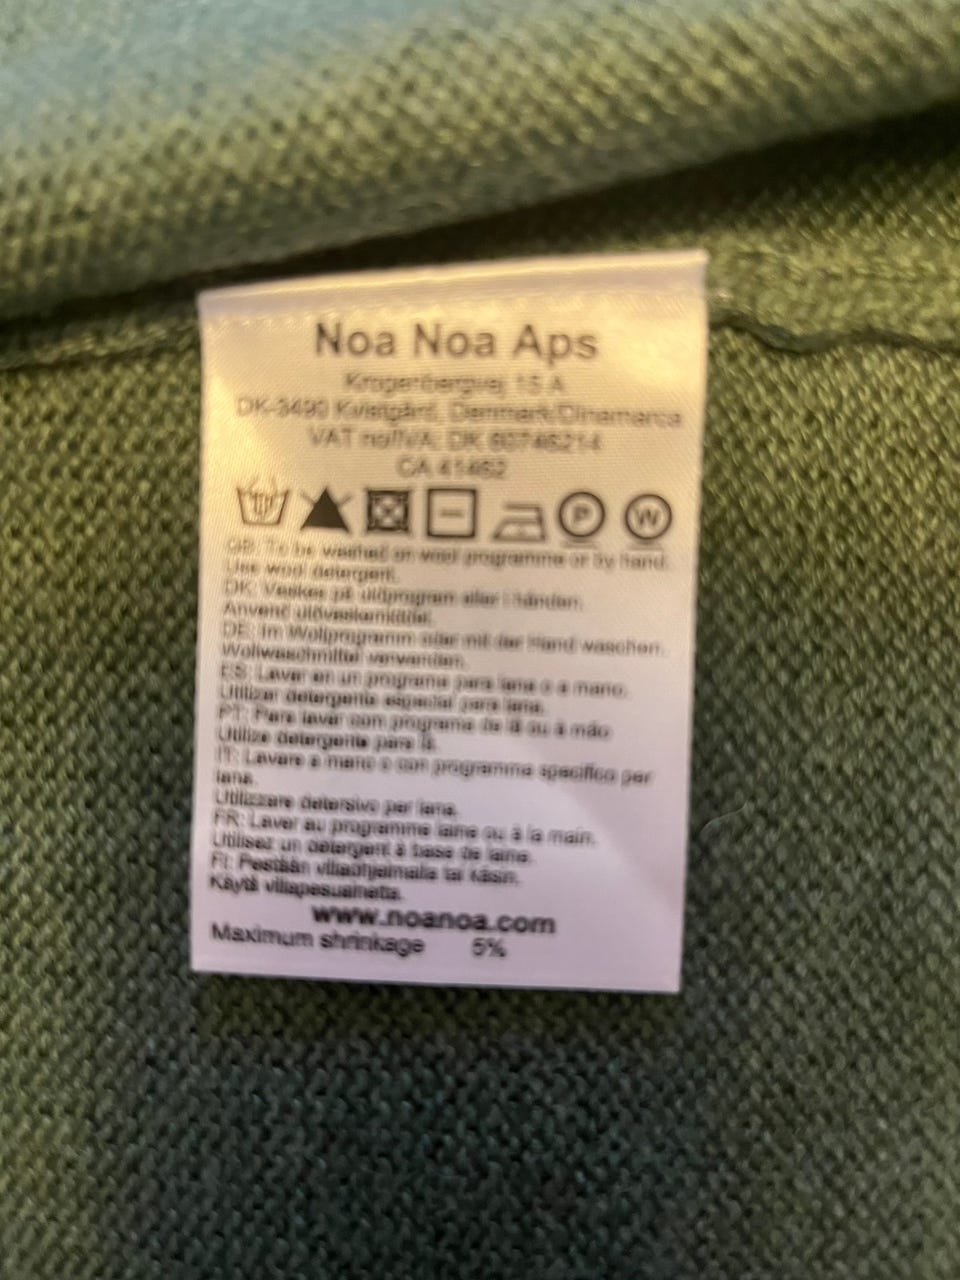 Noa Noa Aps
Krogenbergvej 15 A
DK-3490 Kvistgård, Denmark/Dinamarca
VAT no/IVA: DK 60746214
CA 41462
P
W
GB: To be washed on wool programme or by hand.
Use wool detergent.
DK: Vaskes på uldprogram eller i hånden.
Anvend uldvaskemiddel.
DE: Im Wollprogramm oder mit der Hand waschen.
Wollwaschmittel verwenden.
ES: Lavar en un programa para lana o a mano.
Utilizar detergente especial para lana.
PT: Para lavar com programa de lã ou à mão
Utilize detergente para lã.
IT: Lavare a mano o con programma specifico per
lana.
Utilizzare detersivo per lana.
FR: Laver au programme laine ou à la main.
Utilisez un détergent à base de laine.
FI: Pestään villaohjelmalla tai käsin.
Käytä villapesuainetta.
www.noanoa.com
Maximum shrinkage 5%